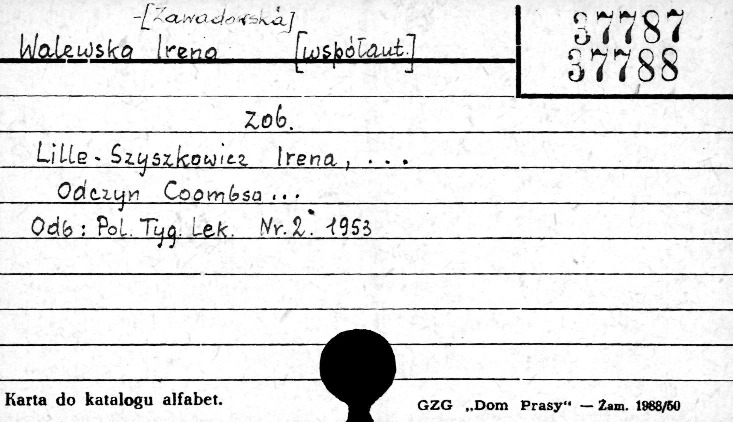 -[Zawadorska]
Walewska Irena [współaut.]
37787
37788
zob.
Lille-Szyszkowicz Irena, ...
Odczyn Coombsa...
Odb: Pol. Tyg. Lek. Nr. 2. 1953
Karta do katalogu alfabet.
GZG „Dom Prasy“ — Zam. 1988/50